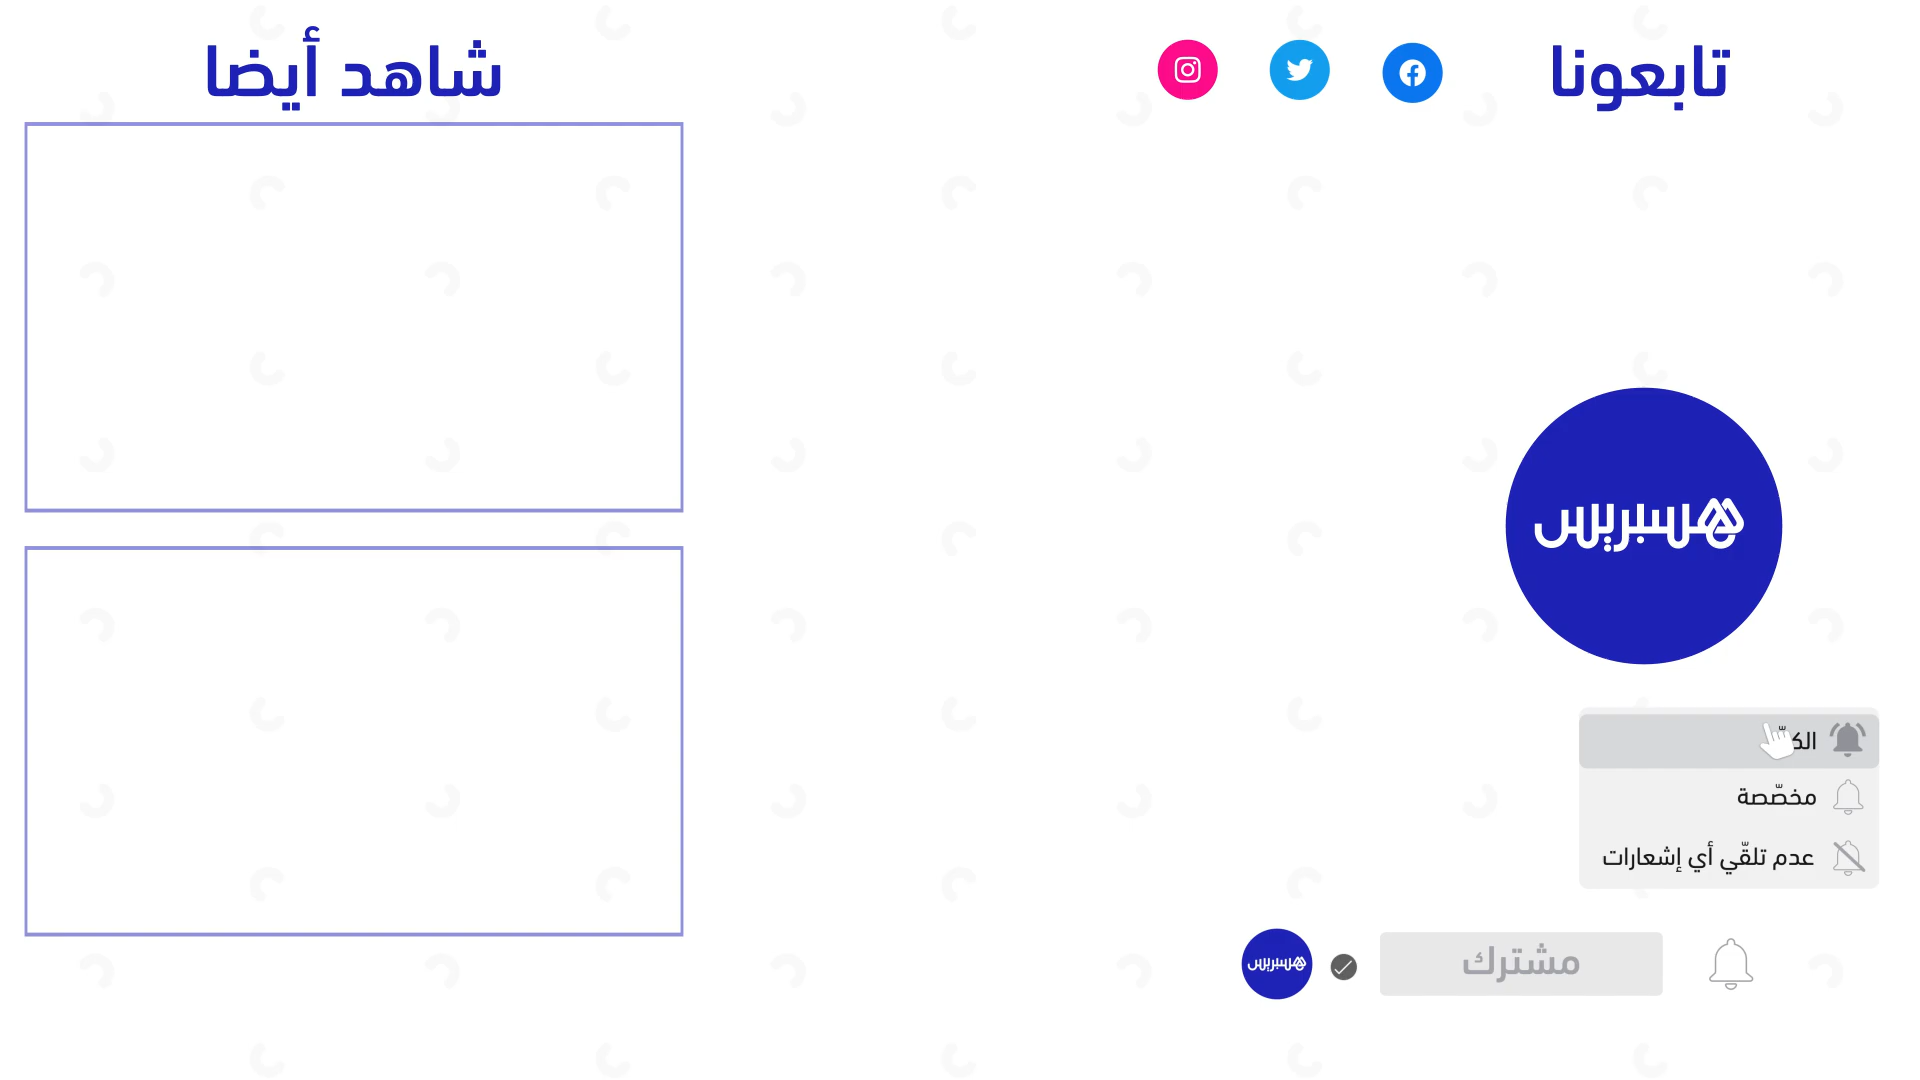 تابعونا
شاهد أيضا
هسبريس
مخصّصة
عدم تلقّي أي إشعارات
هسبريس
مشترك